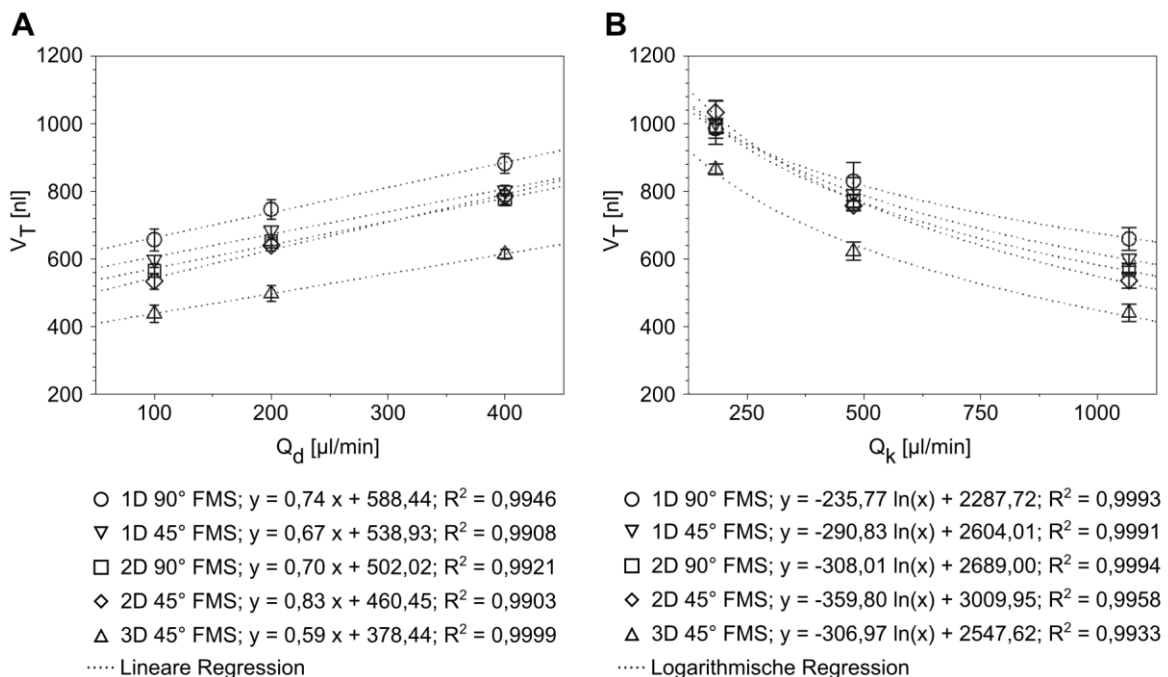 A
B
1200
1000
800
600
400
200
V_T [nl]
100
200
300
400
Q_d [µl/min]
1200
1000
800
600
400
200
V_T [nl]
250
500
750
1000
Q_k [µl/min]
1D 90° FMS; y = 0,74 x + 588,44; R² = 0,9946
1D 45° FMS; y = 0,67 x + 538,93; R² = 0,9908
2D 90° FMS; y = 0,70 x + 502,02; R² = 0,9921
2D 45° FMS; y = 0,83 x + 460,45; R² = 0,9903
3D 45° FMS; y = 0,59 x + 378,44; R² = 0,9999
Lineare Regression
1D 90° FMS; y = -235,77 ln(x) + 2287,72; R² = 0,9993
1D 45° FMS; y = -290,83 ln(x) + 2604,01; R² = 0,9991
2D 90° FMS; y = -308,01 ln(x) + 2689,00; R² = 0,9994
2D 45° FMS; y = -359,80 ln(x) + 3009,95; R² = 0,9958
3D 45° FMS; y = -306,97 ln(x) + 2547,62; R² = 0,9933
Logarithmische Regression